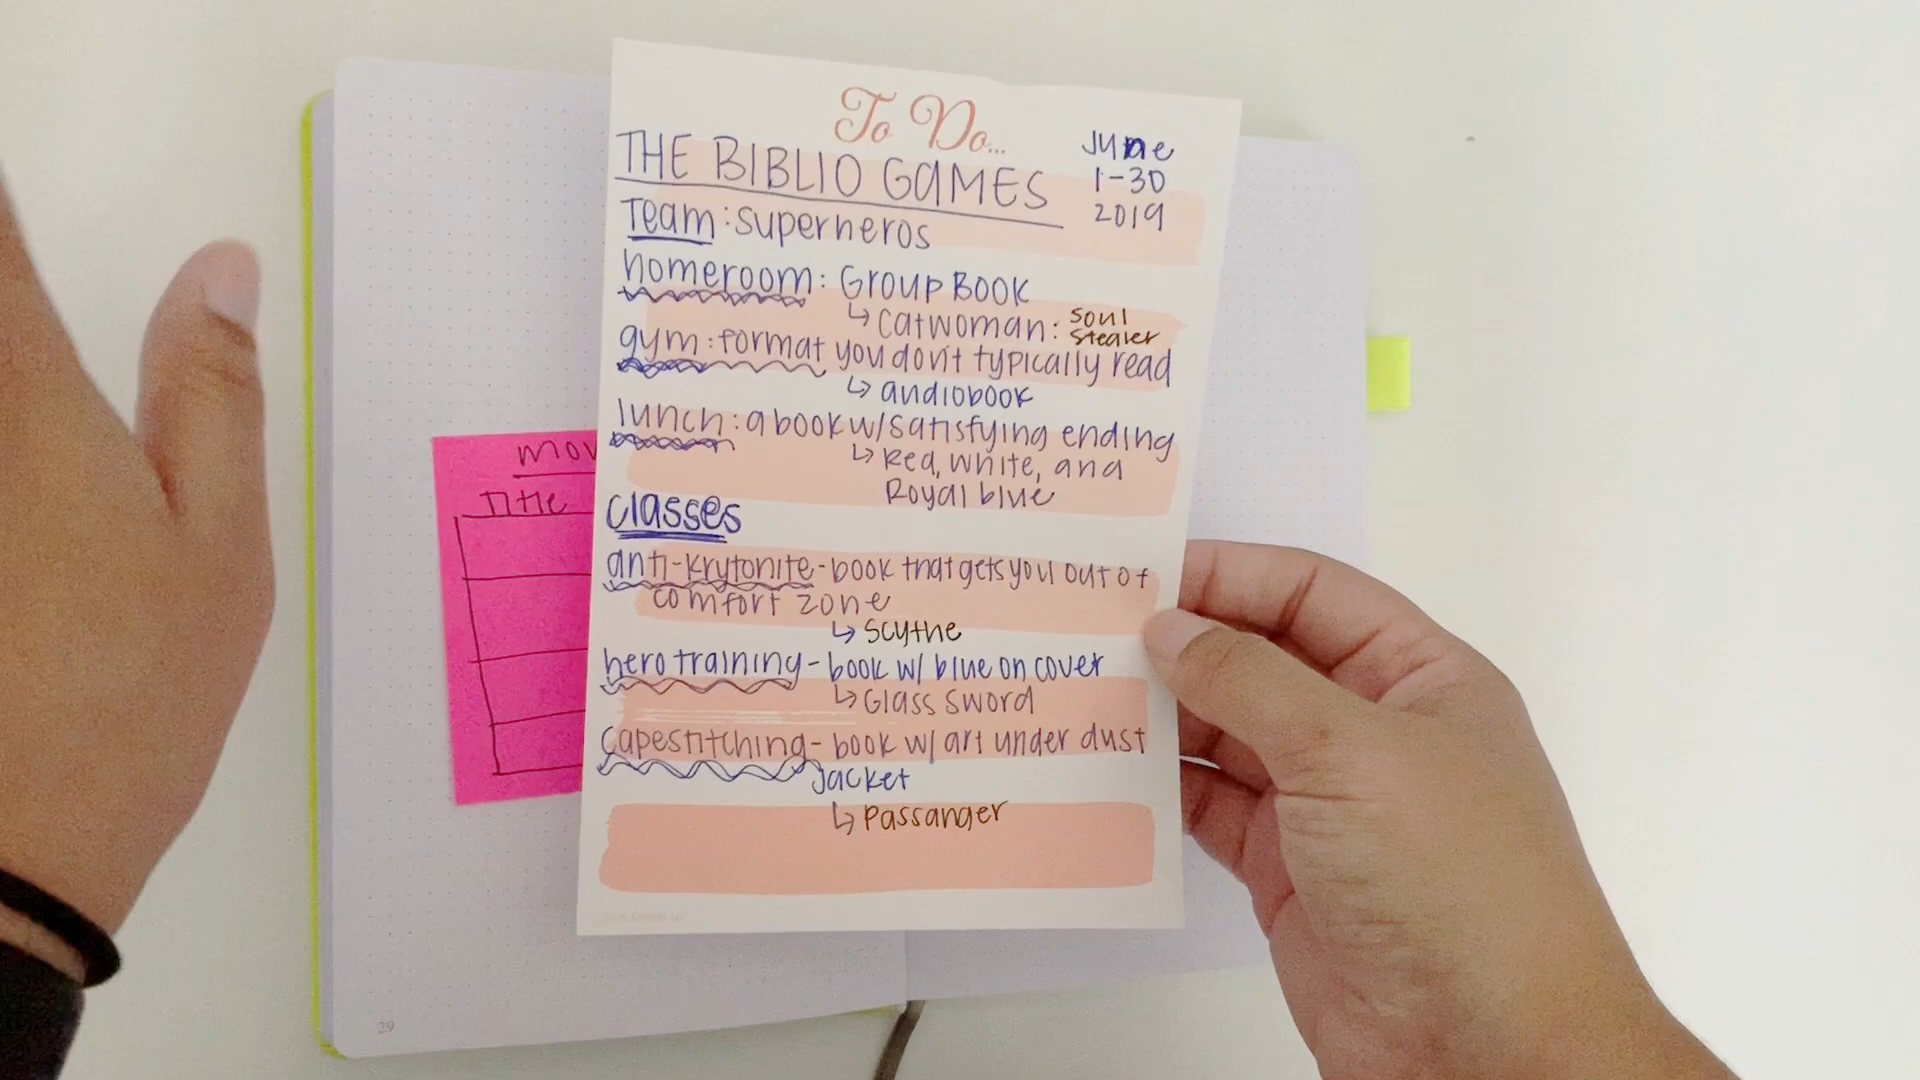 To Do...
June
1-30
2019
THE BIBLIO GAMES
Team: superheros
homeroom: Group Book
↳ catwoman: soul
stealer
gym: format you don't typically read
↳ audiobook
lunch: a book w/ satisfying ending
↳ Red, white, and
Royal blue
classes
anti-krytonite - book that gets you out of
comfort zone
↳ scythe
hero training - book w/ blue on cover
↳ Glass sword
capestitching - book w/ art under dust
jacket
↳ Passanger
mov
Title
29